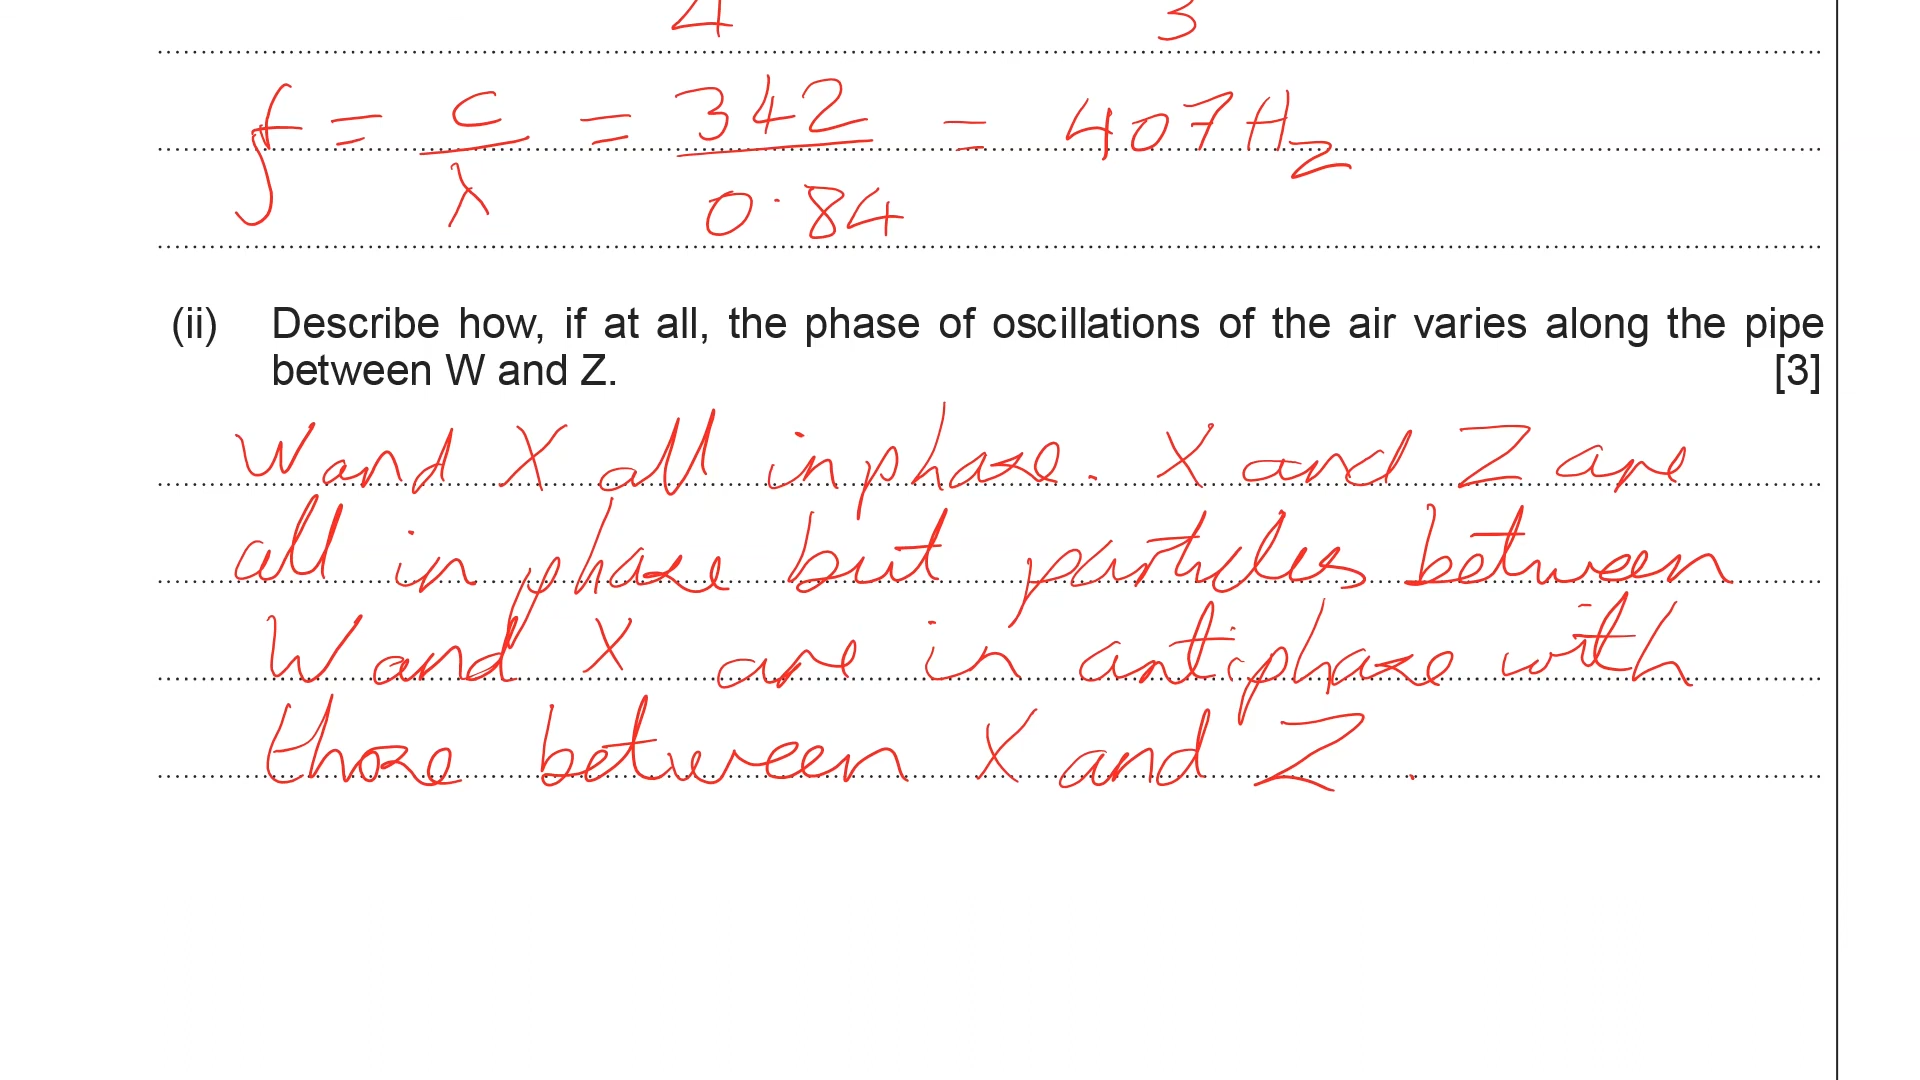 4 3
f = c/λ = 342/0.84 = 407 Hz
(ii) Describe how, if at all, the phase of oscillations of the air varies along the pipe
between W and Z. [3]
W and X all in phase. X and Z are
all in phase but particles between
W and X are in antiphase with
those between X and Z.